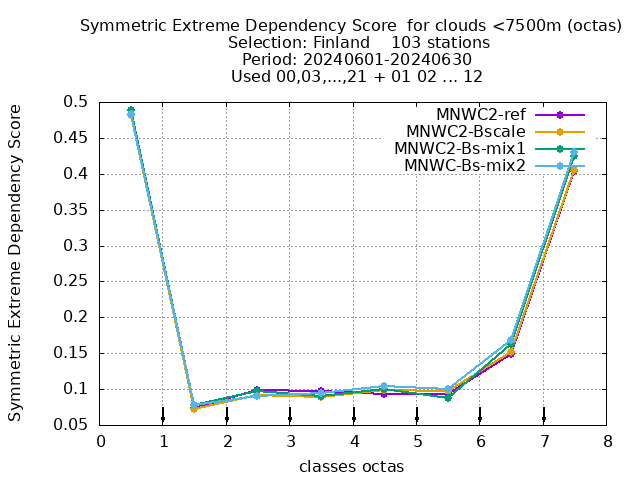 Symmetric Extreme Dependency Score  for clouds <7500m (octas)
Selection: Finland    103 stations
Period: 20240601-20240630
Used 00,03,...,21 + 01 02 ... 12
Symmetric Extreme Dependency Score
0.5
0.45
0.4
0.35
0.3
0.25
0.2
0.15
0.1
0.05
MNWC2-ref
MNWC2-Bscale
MNWC2-Bs-mix1
MNWC-Bs-mix2
0 1 2 3 4 5 6 7 8
classes octas